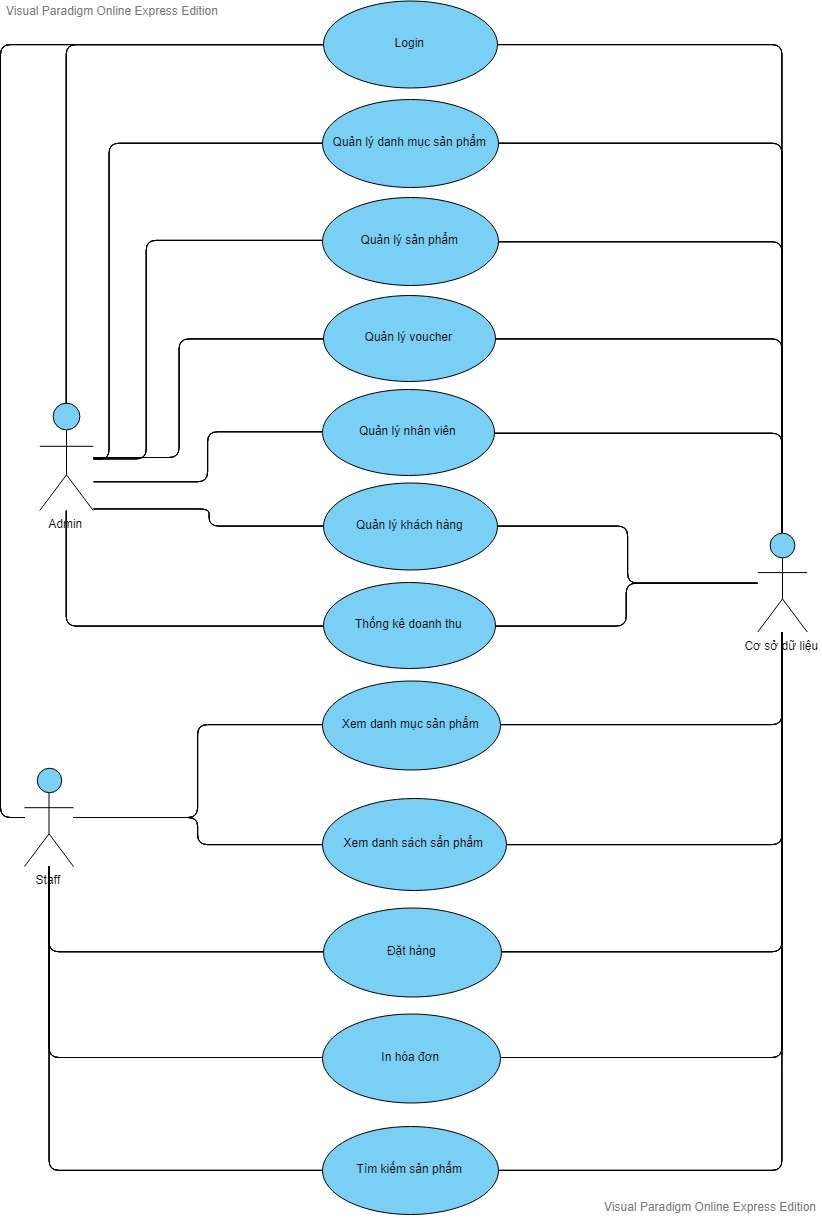 Visual Paradigm Online Express Edition
Login
Quản lý danh mục sản phẩm
Quản lý sản phẩm
Quản lý voucher
Quản lý nhân viên
Quản lý khách hàng
Admin
Thống kê doanh thu
Cơ sở dữ liệu
Xem danh mục sản phẩm
Xem danh sách sẩn phẩm
Staff
Đặt hàng
In hóa đơn
Tìm kiếm sản phẩm
Visual Paradigm Online Express Edition